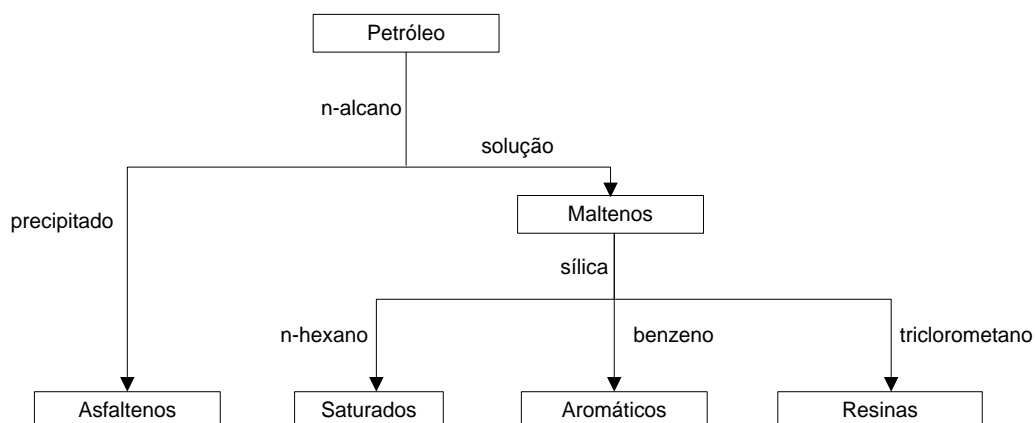 Petróleo
n-alcano
solução
precipitado
Maltenos
sílica
n-hexano
benzeno
triclorometano
Asfaltenos
Saturados
Aromáticos
Resinas